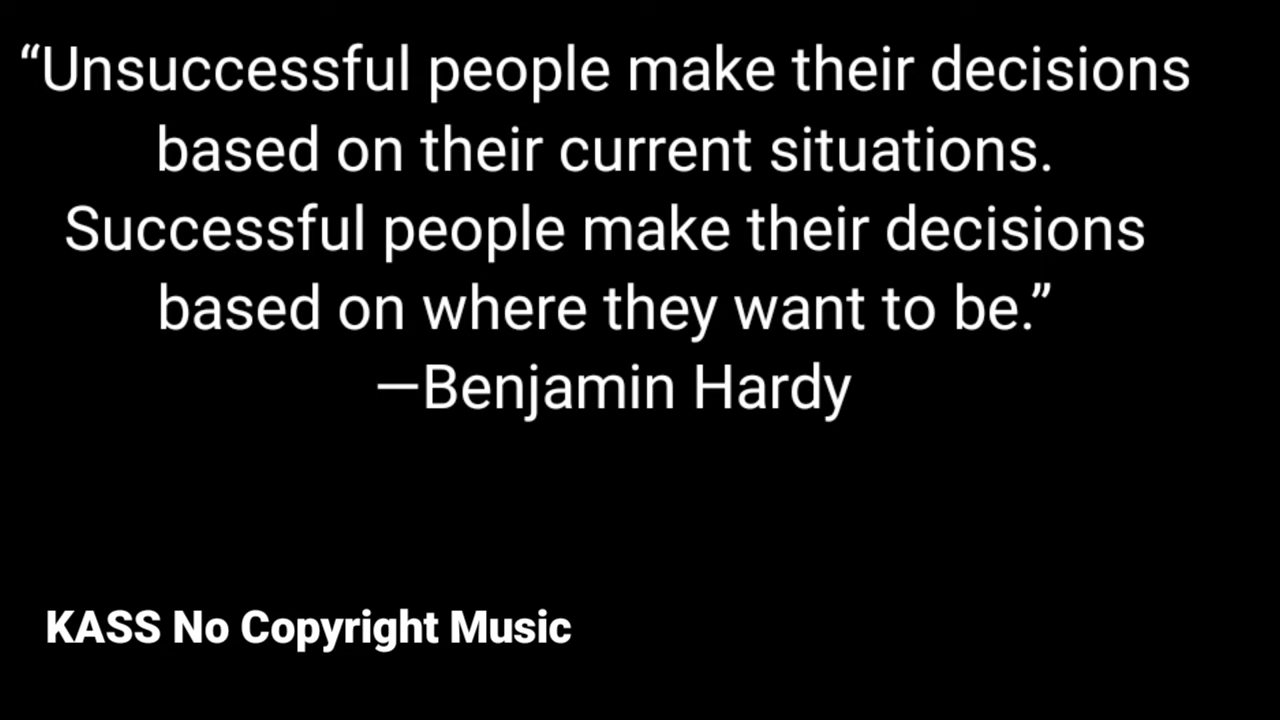 “Unsuccessful people make their decisions
based on their current situations.
Successful people make their decisions
based on where they want to be.”
—Benjamin Hardy
KASS No Copyright Music